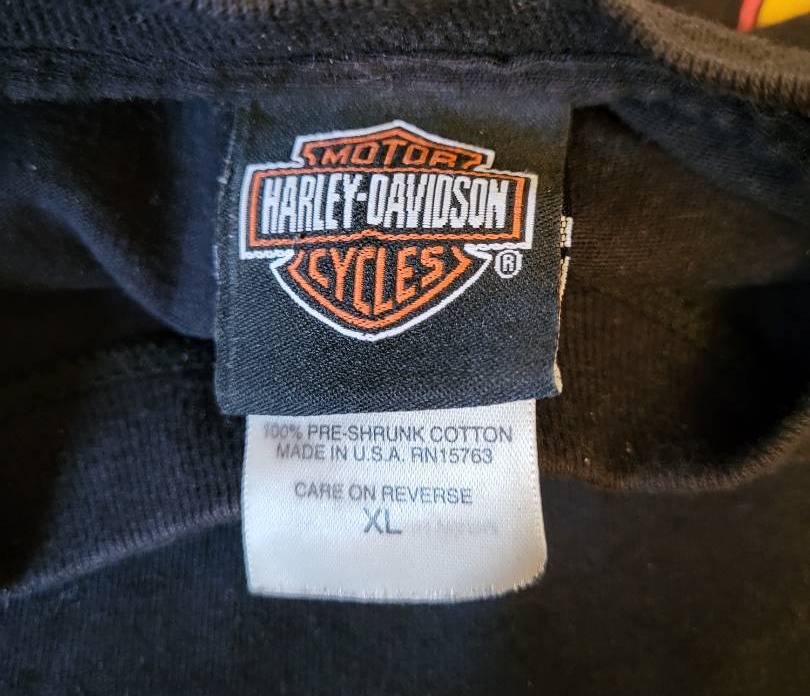 MOTOR
HARLEY-DAVIDSON
CYCLES
®
100% PRE-SHRUNK COTTON
MADE IN U.S.A. RN15763
CARE ON REVERSE
XL